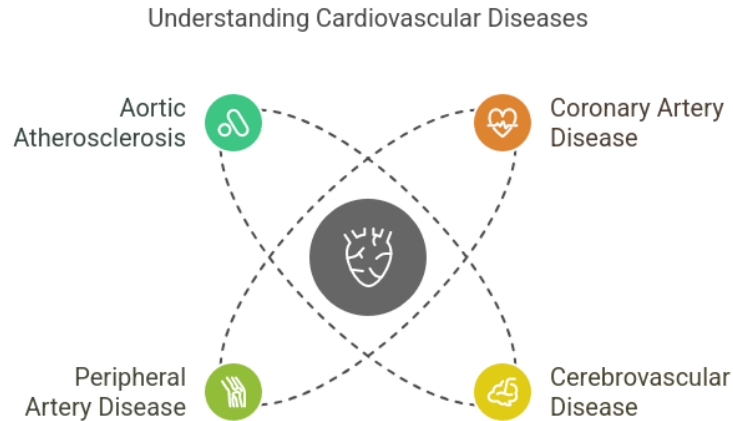 Understanding Cardiovascular Diseases
Aortic
Atherosclerosis
Coronary Artery
Disease
Peripheral
Artery Disease
Cerebrovascular
Disease